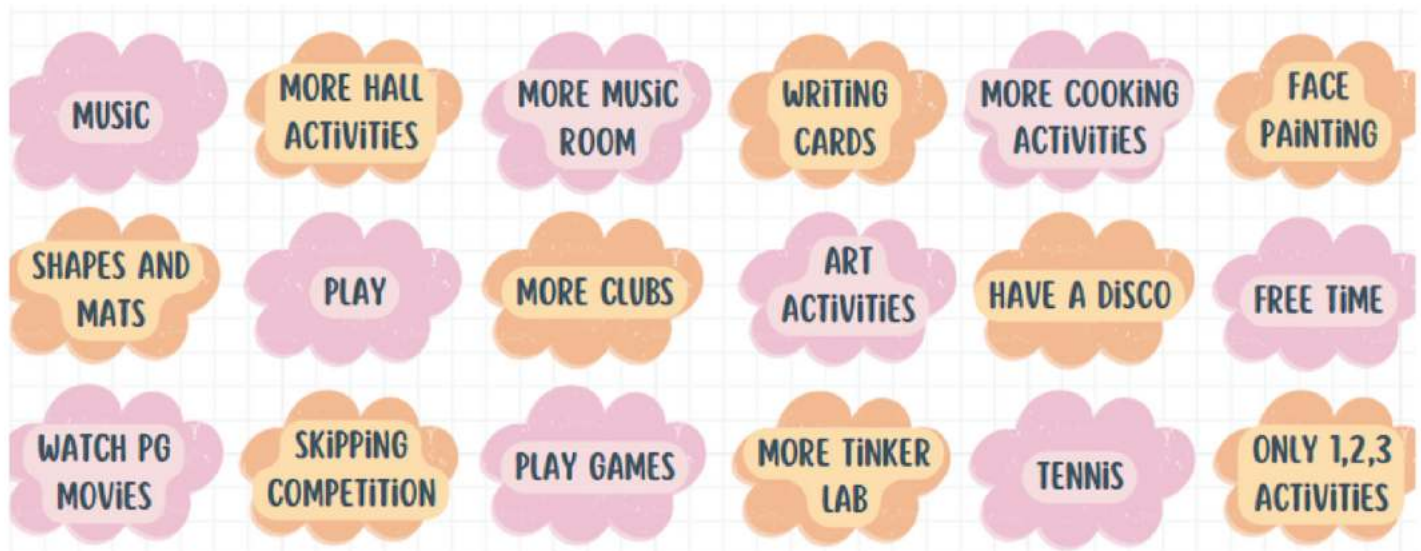 MUSiC
MORE HALL
ACTiViTiES
MORE MUSiC
ROOM
WRiTiNG
CARDS
MORE COOKiNG
ACTiViTiES
FACE
PAiNTiNG
SHAPES AND
MATS
PLAY
MORE CLUBS
ART
ACTiViTiES
HAVE A DiSCO
FREE TiME
WATCH PG
MOViES
SKiPPiNG
COMPETiTiON
PLAY GAMES
MORE TiNKER
LAB
TENNiS
ONLY 1,2,3
ACTiViTiES